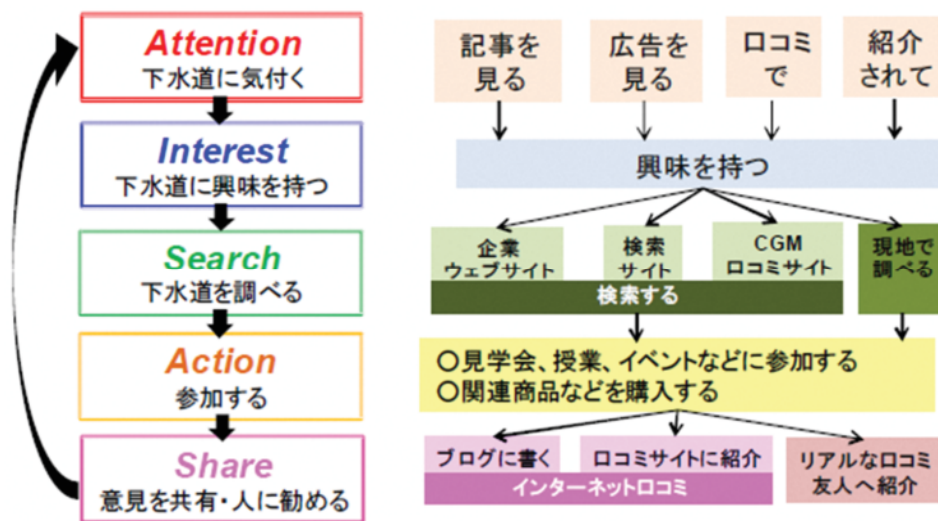 Attention
下水道に気付く
Interest
下水道に興味を持つ
Search
下水道を調べる
Action
参加する
Share
意見を共有・人に勧める
記事を
見る
広告を
見る
口コミ
で
紹介
されて
興味を持つ
企業
ウェブサイト
検索
サイト
CGM
口コミサイト
現地で
調べる
検索する
○見学会、授業、イベントなどに参加する
○関連商品などを購入する
ブログに書く
口コミサイトに紹介
インターネット口コミ
リアルな口コミ
友人へ紹介